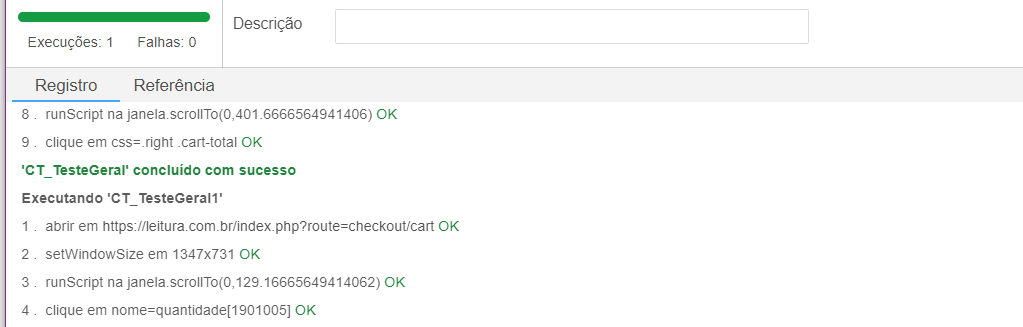 Execuções: 1 Falhas: 0
Descrição
Registro Referência
8 . runScript na janela.scrollTo(0,401.6666564941406) OK
9 . clique em css=.right .cart-total OK
'CT_TesteGeral' concluído com sucesso
Executando 'CT_TesteGeral1'
1 . abrir em https://leitura.com.br/index.php?route=checkout/cart OK
2 . setWindowSize em 1347x731 OK
3 . runScript na janela.scrollTo(0,129.16665649414062) OK
4 . clique em nome=quantidade[1901005] OK